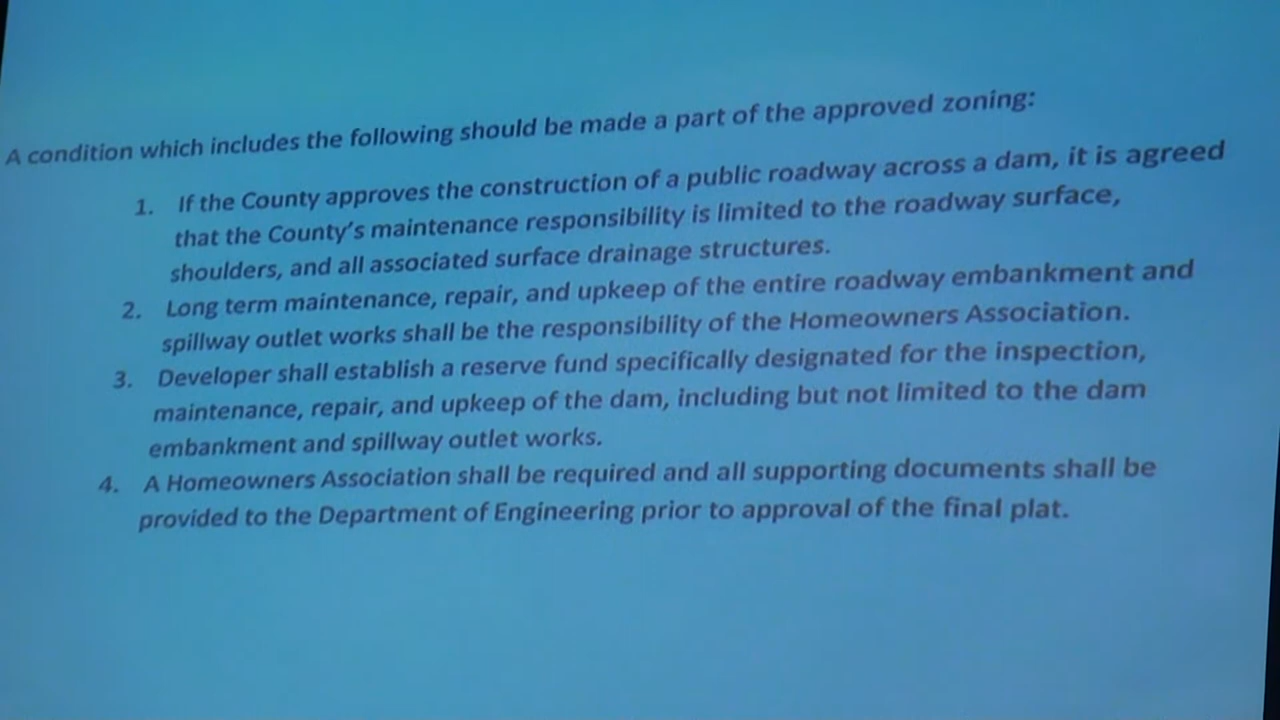 A condition which includes the following should be made a part of the approved zoning:
1. If the County approves the construction of a public roadway across a dam, it is agreed
that the County's maintenance responsibility is limited to the roadway surface,
shoulders, and all associated surface drainage structures.
2. Long term maintenance, repair, and upkeep of the entire roadway embankment and
spillway outlet works shall be the responsibility of the Homeowners Association.
3. Developer shall establish a reserve fund specifically designated for the inspection,
maintenance, repair, and upkeep of the dam, including but not limited to the dam
embankment and spillway outlet works.
4. A Homeowners Association shall be required and all supporting documents shall be
provided to the Department of Engineering prior to approval of the final plat.